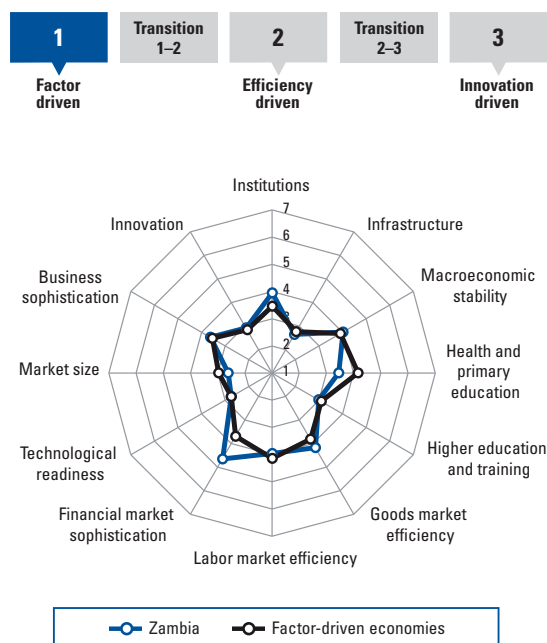 1
Transition
1–2
2
Transition
2–3
3
Factor
driven
Efficiency
driven
Innovation
driven
Institutions
7
6
5
4
3
2
1
Infrastructure
Macroeconomic
stability
Health and
primary
education
Higher education
and training
Goods market
efficiency
Labor market efficiency
Financial market
sophistication
Technological
readiness
Market size
Business
sophistication
Innovation
Zambia
Factor-driven economies